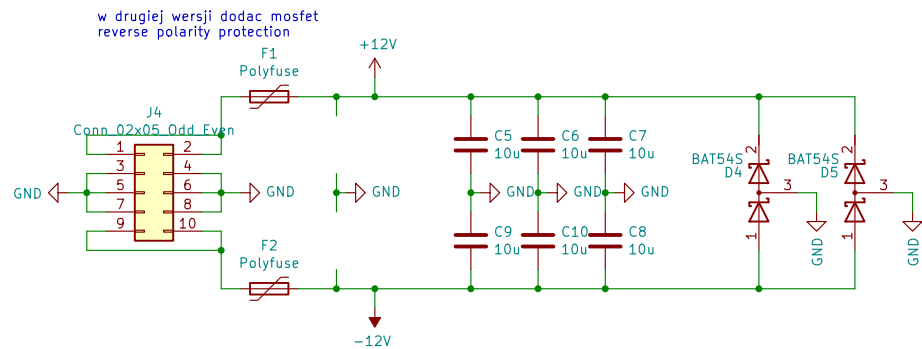 w drugiej wersji dodac mosfet
reverse polarity protection
F1
Polyfuse
+12V
J4
Conn_02x05_Odd_Even
1 2
3 4
5 6
7 8
9 10
GND
GND
GND
C5
10u
C6
10u
C7
10u
GND
GND
GND
C9
10u
C10
10u
C8
10u
BAT54S
D4
2
3
1
GND
BAT54S
D5
2
3
1
GND
F2
Polyfuse
-12V